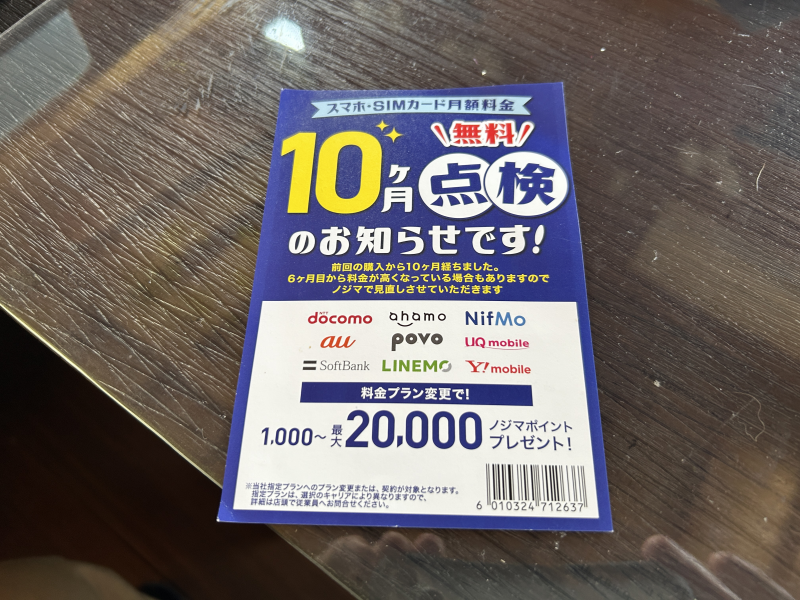 スマホ・SIMカード月額料金
無料
10ヶ月点検
のお知らせです!
前回の購入から10ヶ月経ちました。
6ヶ月目から料金が高くなっている場合もありますので
ノジマで見直しさせていただきます
döcomo ahamo NifMo
au povo UQ mobile
SoftBank LINEMO Y!mobile
料金プラン変更で!
1,000〜最大20,000ノジマポイントプレゼント!
※当社指定プランへのプラン変更または、契約が対象となります。
指定プランは、選択のキャリアにより異なりますので、
詳細は店頭で従業員へお問合せください。
6 010324 712637